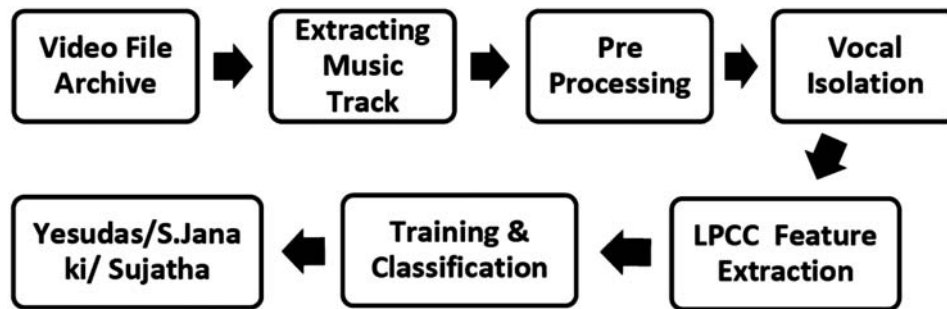 Video File
Archive
Extracting
Music
Track
Pre
Processing
Vocal
Isolation
LPCC Feature
Extraction
Training &
Classification
Yesudas/S.Jana
ki/ Sujatha